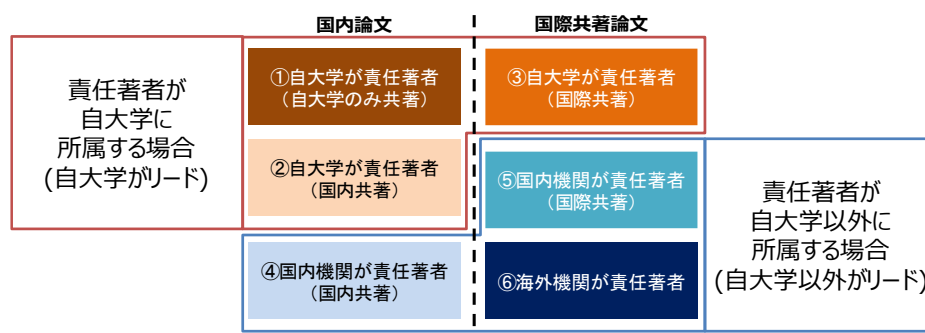 国内論文
国際共著論文
責任著者が
自大学に
所属する場合
(自大学がリード)
①自大学が責任著者
(自大学のみ共著)
③自大学が責任著者
(国際共著)
②自大学が責任著者
(国内共著)
⑤国内機関が責任著者
(国際共著)
④国内機関が責任著者
(国内共著)
⑥海外機関が責任著者
責任著者が
自大学以外に
所属する場合
(自大学以外がリード)